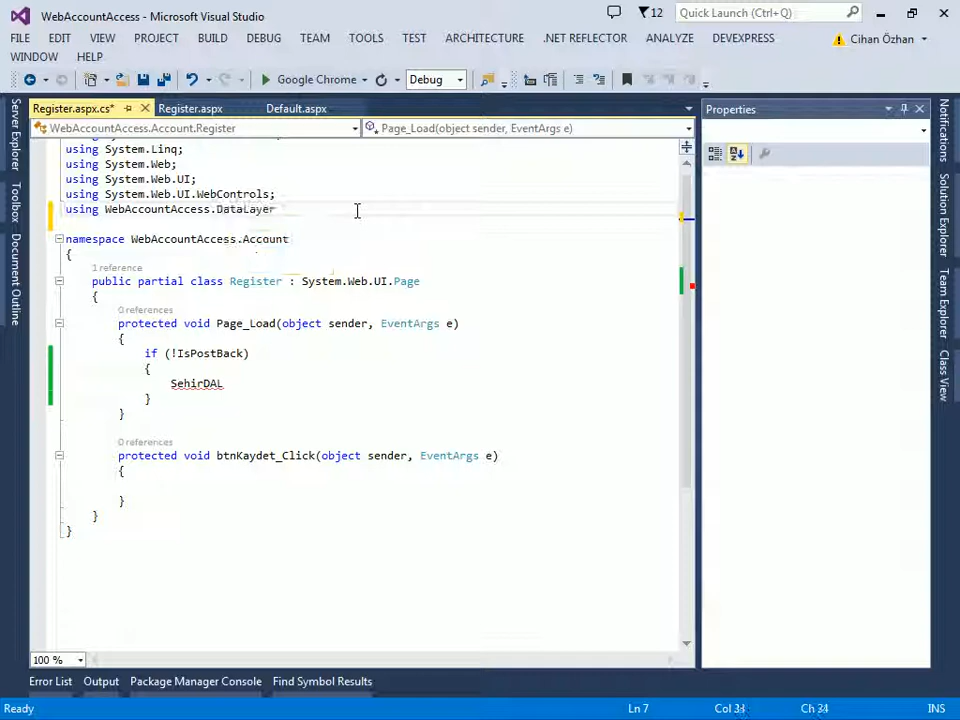 WebAccountAccess - Microsoft Visual Studio
12
Quick Launch (Ctrl+Q)
FILE EDIT VIEW PROJECT BUILD DEBUG TEAM TOOLS TEST ARCHITECTURE .NET REFLECTOR ANALYZE DEVEXPRESS
Cihan Özhan
WINDOW HELP
Google Chrome
Debug
Register.aspx.cs*
Register.aspx
Default.aspx
WebAccountAccess.Account.Register
Page_Load(object sender, EventArgs e)
using System.Linq;
using System.Web;
using System.Web.UI;
using System.Web.UI.WebControls;
using WebAccountAccess.DataLayer
namespace WebAccountAccess.Account
{
1 reference
public partial class Register : System.Web.UI.Page
{
0 references
protected void Page_Load(object sender, EventArgs e)
{
if (!IsPostBack)
{
SehirDAL
}
}
0 references
protected void btnKaydet_Click(object sender, EventArgs e)
{
}
}
}
100 %
Server Explorer
Toolbox
Document Outline
Properties
Notifications
Solution Explorer
Team Explorer
Class View
Error List
Output
Package Manager Console
Find Symbol Results
Ready
Ln 7
Col 34
Ch 34
INS